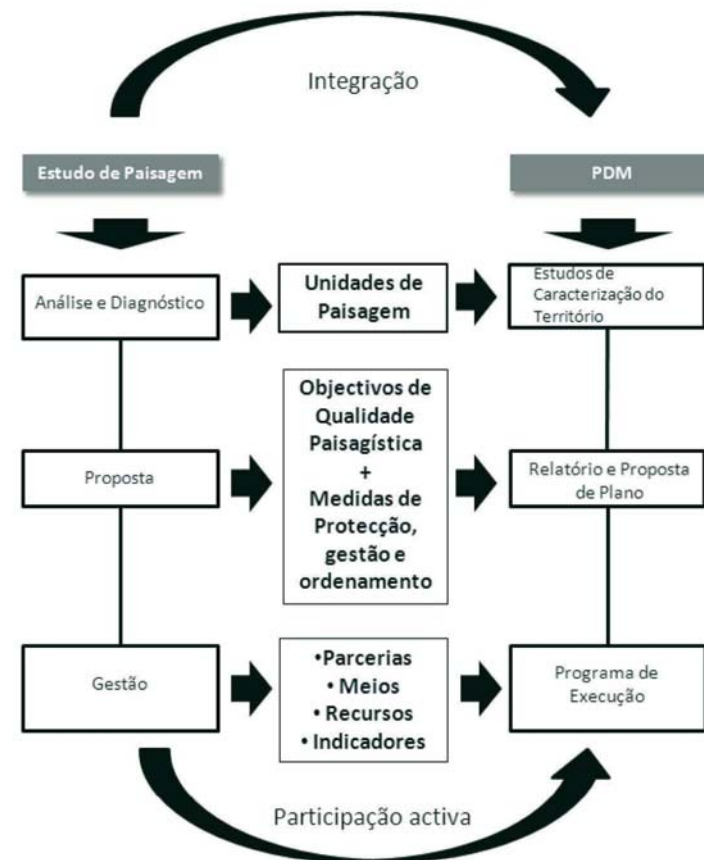 Integração
Estudo de Paisagem
PDM
Análise e Diagnóstico
Unidades de
Paisagem
Estudos de
Caracterização do
Território
Proposta
Objectivos de
Qualidade
Paisagística
+
Medidas de
Protecção,
gestão e
ordenamento
Relatório e Proposta
de Plano
Gestão
•Parcerias
• Meios
• Recursos
• Indicadores
Programa de
Execução
Participação activa